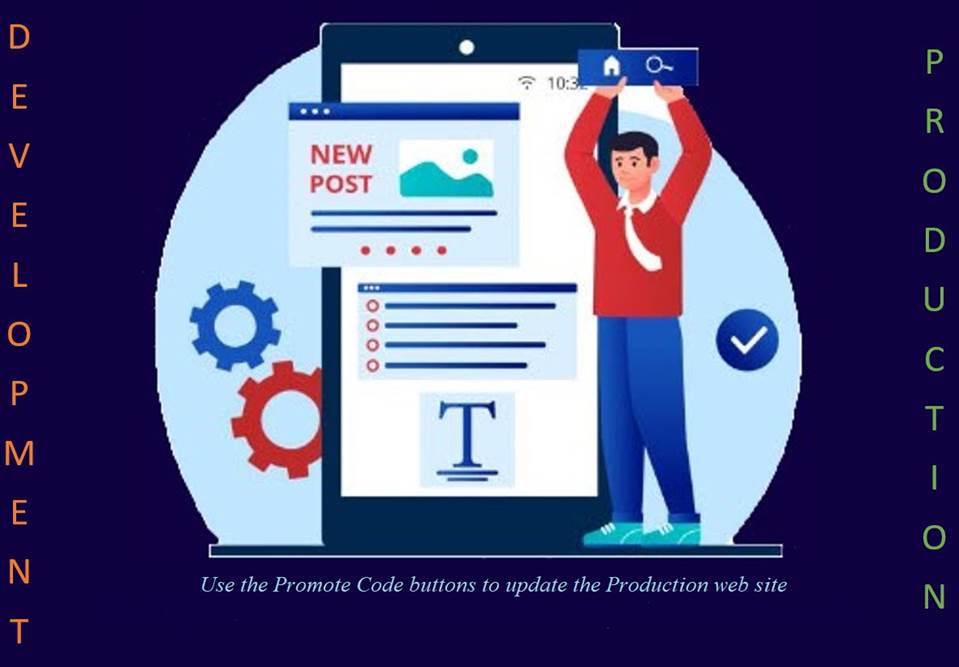 DEVELOPMENT
10:32
NEW
POST
T
Use the Promote Code buttons to update the Production web site
PRODUCTION